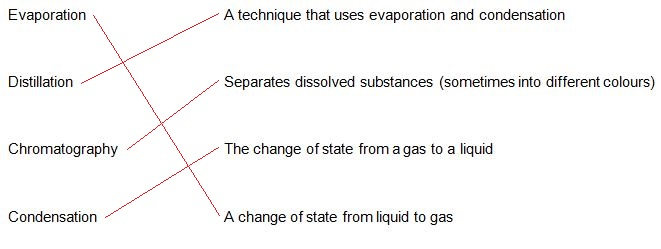 Evaporation A technique that uses evaporation and condensation
Distillation Separates dissolved substances (sometimes into different colours)
Chromatography The change of state from a gas to a liquid
Condensation A change of state from liquid to gas